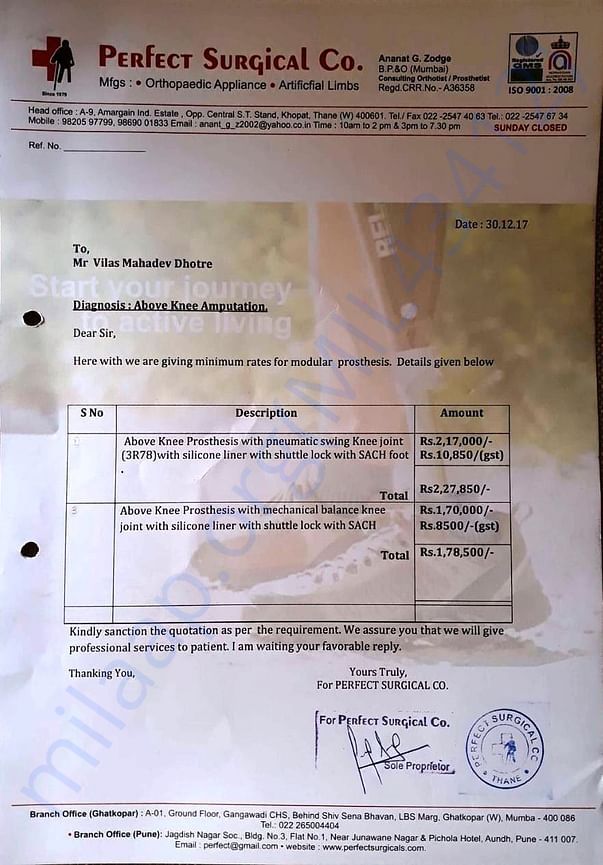 PERFECT SURGICAL CO.
Mfgs : • Orthopaedic Appliance • Artificfial Limbs
Since 1979
Ananat G. Zodge
B.P.&O (Mumbai)
Consulting Orthotist / Prosthetist
Regd.CRR.No.- A36358
Registered
QMS
ISO 9001 : 2008
Head office : A-9, Amargain Ind. Estate , Opp. Central S.T. Stand, Khopat, Thane (W) 400601. Tel./ Fax 022 -2547 40 63 Tel.: 022 -2547 67 34
Mobile : 98205 97799, 98690 01833 Email : anant_g_z2002@yahoo.co.in Time : 10am to 2 pm & 3pm to 7.30 pm SUNDAY CLOSED
Ref. No.
Date : 30.12.17
To,
Mr Vilas Mahadev Dhotre
Start your journey
to active living
Diagnosis : Above Knee Amputation.
Dear Sir,
Here with we are giving minimum rates for modular prosthesis. Details given below
S No Description Amount
1 Above Knee Prosthesis with pneumatic swing Knee joint Rs.2,17,000/-
(3R78)with silicone liner with shuttle lock with SACH foot Rs.10,850/(gst)
.
Total Rs2,27,850/-
Above Knee Prosthesis with mechanical balance knee Rs.1,70,000/-
joint with silicone liner with shuttle lock with SACH Rs.8500/-(gst)
Total Rs.1,78,500/-
Kindly sanction the quotation as per the requirement. We assure you that we will give
professional services to patient. I am waiting your favorable reply.
Thanking You, Yours Truly,
For PERFECT SURGICAL CO.
For Perfect Surgical Co.
Sole Proprietor
PERFECT SURGICAL CO
THANE
Branch Office (Ghatkopar) : A-01, Ground Floor, Gangawadi CHS, Behind Shiv Sena Bhavan, LBS Marg, Ghatkopar (W), Mumba - 400 086
Tel.: 022 265004404
• Branch Office (Pune): Jagdish Nagar Soc., Bldg. No.3, Flat No.1, Near Junawane Nagar & Pichola Hotel, Aundh, Pune - 411 007.
Email : perfect@gmail.com • website : www.perfectsurgicals.com.